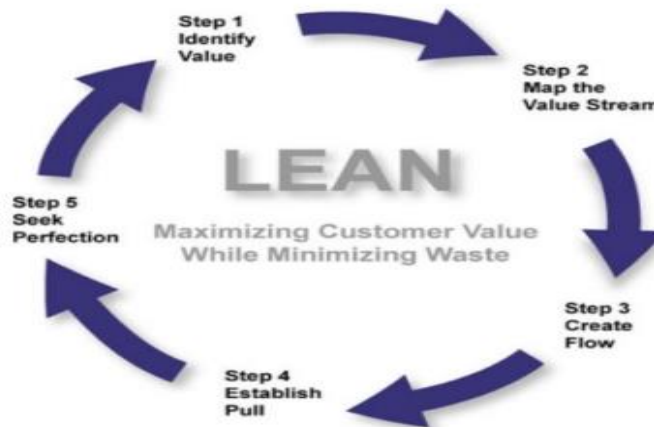 Step 1
Identify
Value
Step 2
Map the
Value Stream
LEAN
Maximizing Customer Value
While Minimizing Waste
Step 3
Create
Flow
Step 4
Establish
Pull
Step 5
Seek
Perfection